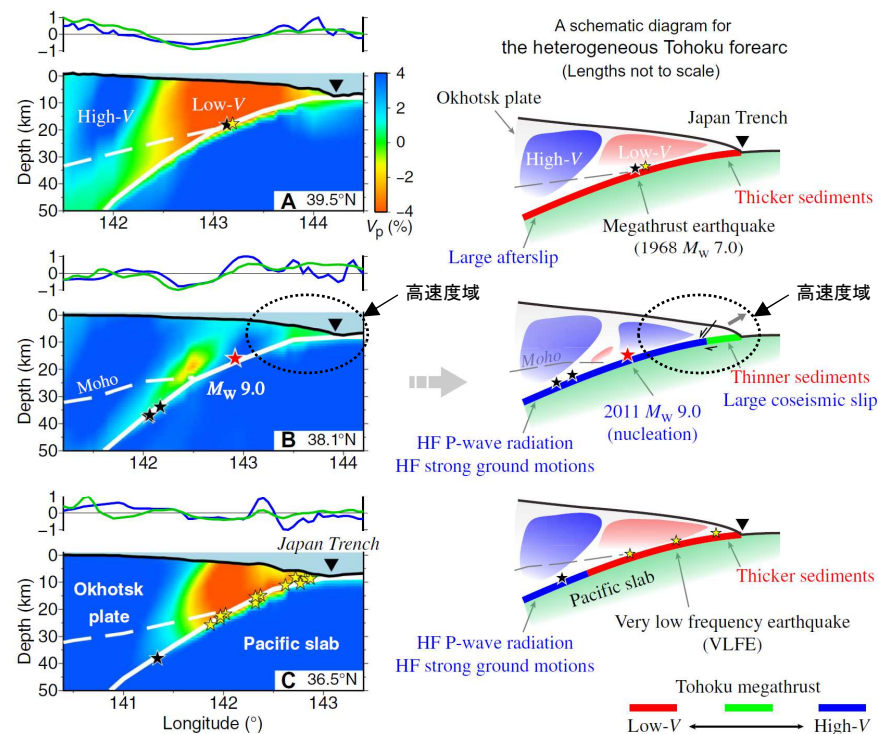 1
0
−1
0
10
20
30
40
50
Depth (km)
High-V
Low-V
A
39.5°N
142
143
144
4
2
0
−2
−4
Vp (%)
1
0
−1
高速度域
0
10
20
30
40
50
Depth (km)
Moho
Mw 9.0
B
38.1°N
142
143
144
1
0
−1
Japan Trench
0
10
20
30
40
50
Depth (km)
Okhotsk
plate
Pacific slab
C
36.5°N
141
142
143
Longitude (°)
A schematic diagram for
the heterogeneous Tohoku forearc
(Lengths not to scale)
Okhotsk plate
Japan Trench
High-V
Low-V
Thicker sediments
Megathrust earthquake
(1968 Mw 7.0)
Large afterslip
高速度域
Moho
Thinner sediments
Large coseismic slip
2011 Mw 9.0
(nucleation)
HF P-wave radiation
HF strong ground motions
Pacific slab
Thicker sediments
HF P-wave radiation
HF strong ground motions
Very low frequency earthquake
(VLFE)
Tohoku megathrust
Low-V
High-V